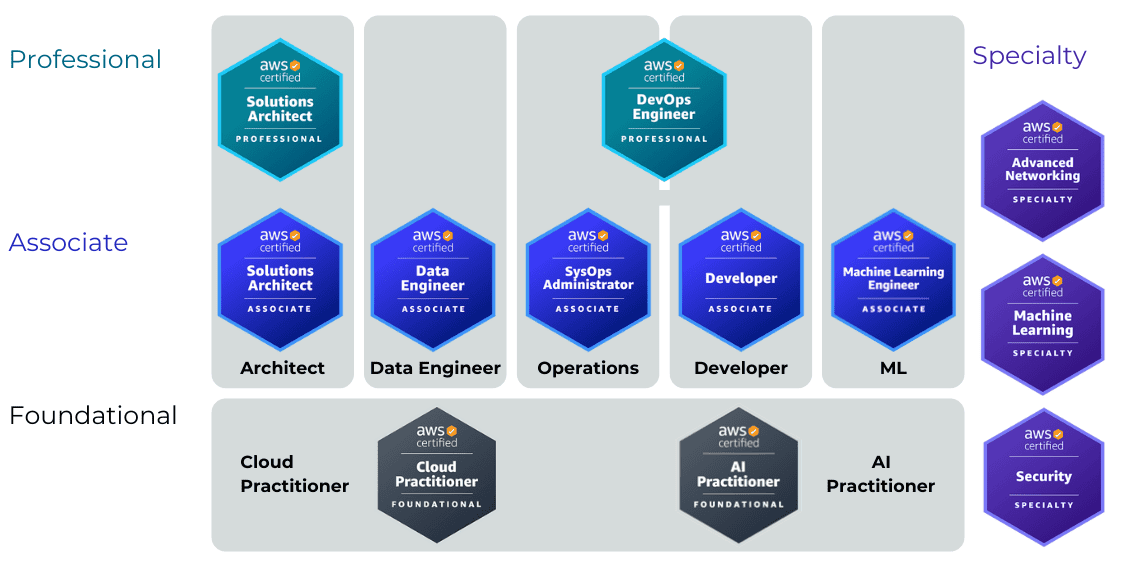 Professional
aws
certified
Solutions
Architect
PROFESSIONAL
aws
certified
DevOps
Engineer
PROFESSIONAL
Specialty
aws
certified
Advanced
Networking
SPECIALTY
Associate
aws
certified
Solutions
Architect
ASSOCIATE
aws
certified
Data
Engineer
ASSOCIATE
aws
certified
SysOps
Administrator
ASSOCIATE
aws
certified
Developer
ASSOCIATE
aws
certified
Machine Learning
Engineer
ASSOCIATE
aws
certified
Machine
Learning
SPECIALTY
Architect
Data Engineer
Operations
Developer
ML
Foundational
Cloud
Practitioner
aws
certified
Cloud
Practitioner
FOUNDATIONAL
aws
certified
AI
Practitioner
FOUNDATIONAL
AI
Practitioner
aws
certified
Security
SPECIALTY